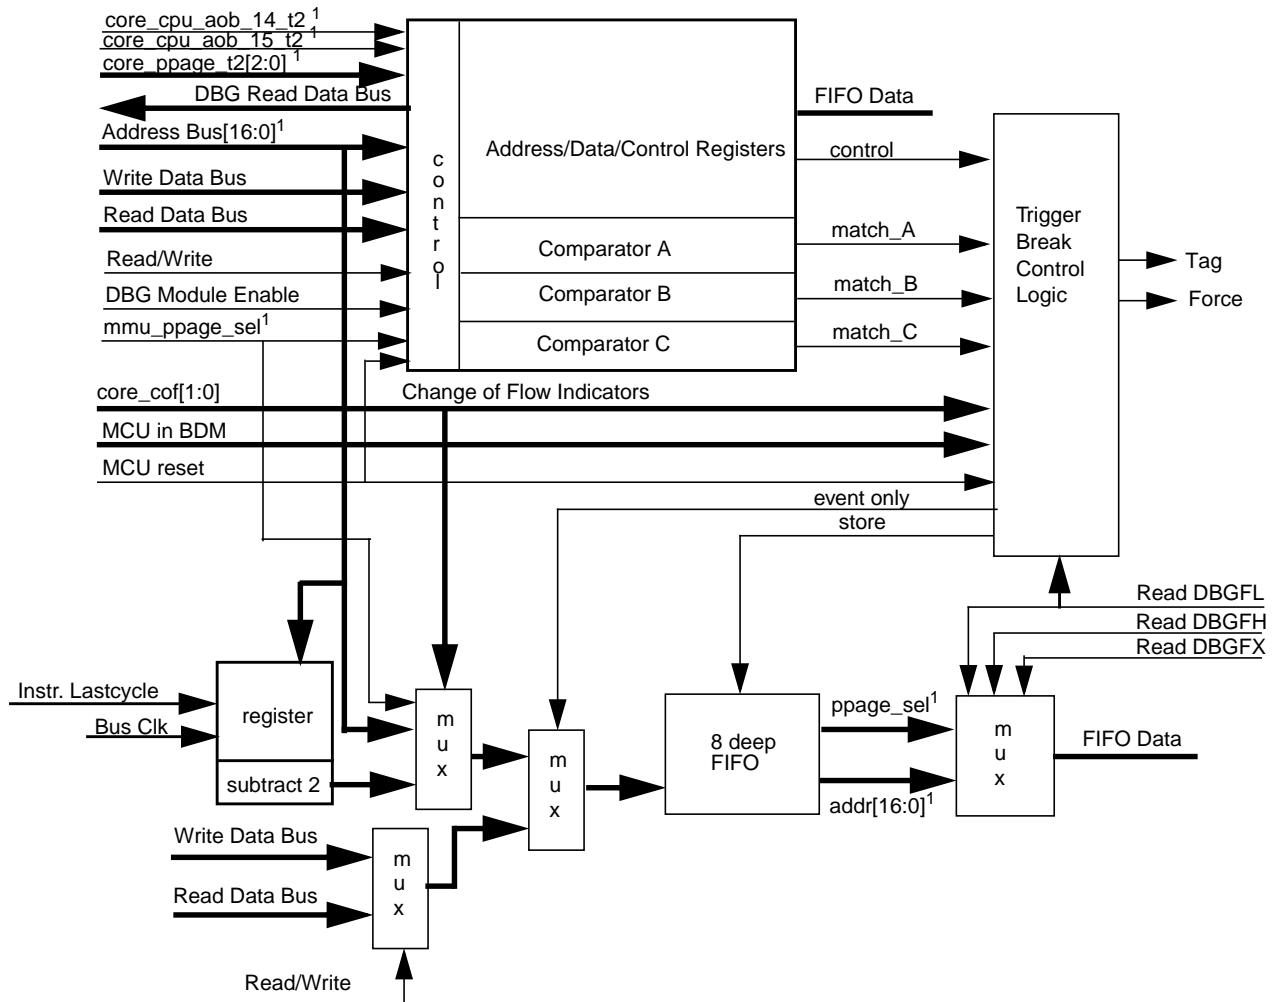 core_cpu_aob_14_t2 1
core_cpu_aob_15_t2 1
core_ppage_t2[2:0] 1
DBG Read Data Bus
FIFO Data
Address Bus[16:0]1
control
Address/Data/Control Registers
control
Write Data Bus
Read Data Bus
Trigger
Break
Control
Logic
match_A
Comparator A
Read/Write
Tag
DBG Module Enable
Comparator B
match_B
Force
mmu_ppage_sel1
Comparator C
match_C
core_cof[1:0]
Change of Flow Indicators
MCU in BDM
MCU reset
event only
store
Read DBGFL
Read DBGFH
Read DBGFX
Instr. Lastcycle
Bus Clk
register
subtract 2
mux
mux
8 deep
FIFO
ppage_sel1
addr[16:0]1
mux
FIFO Data
Write Data Bus
Read Data Bus
mux
Read/Write